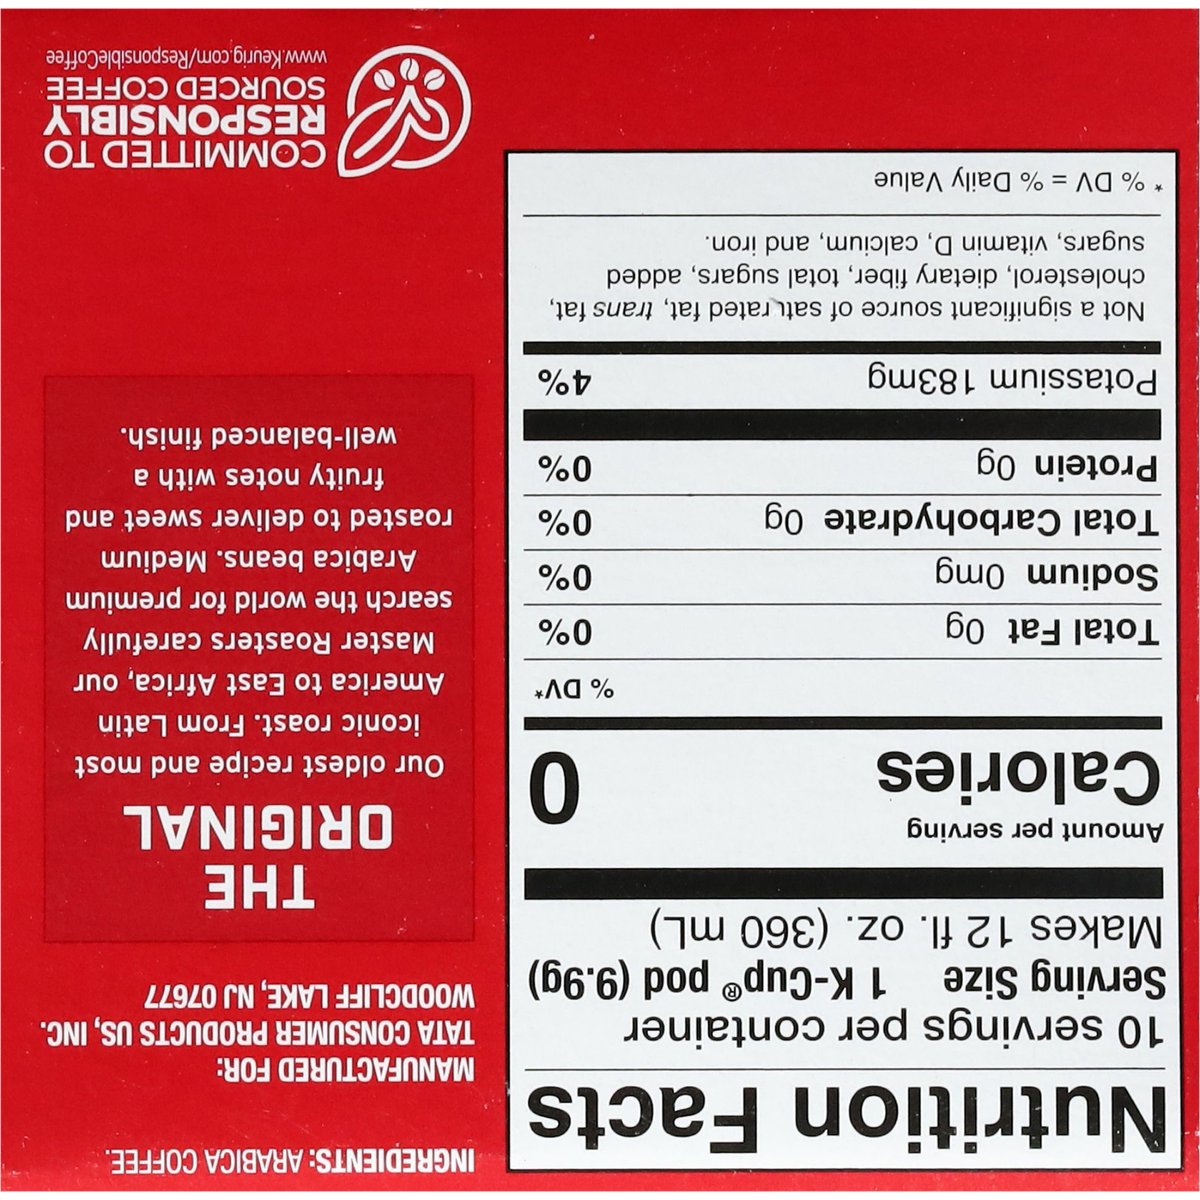 Nutrition Facts
10 servings per container
Serving Size 1 K-Cup® pod (9.9g)
Makes 12 fl. oz. (360 mL)
Amount per serving
Calories 0
% DV*
Total Fat 0g 0%
Sodium 0mg 0%
Total Carbohydrate 0g 0%
Protein 0g 0%
Potassium 183mg 4%
Not a significant source of saturated fat, trans fat,
cholesterol, dietary fiber, total sugars, added
sugars, vitamin D, calcium, and iron.
* % DV = % Daily Value
INGREDIENTS: ARABICA COFFEE.
MANUFACTURED FOR:
TATA CONSUMER PRODUCTS US, INC.
WOODCLIFF LAKE, NJ 07677
THE
ORIGINAL
Our oldest recipe and most
iconic roast. From Latin
America to East Africa, our
Master Roasters carefully
search the world for premium
Arabica beans. Medium
roasted to deliver sweet and
fruity notes with a
well-balanced finish.
COMMITTED TO
RESPONSIBLY
SOURCED COFFEE
www.Keurig.com/ResponsibleCoffee